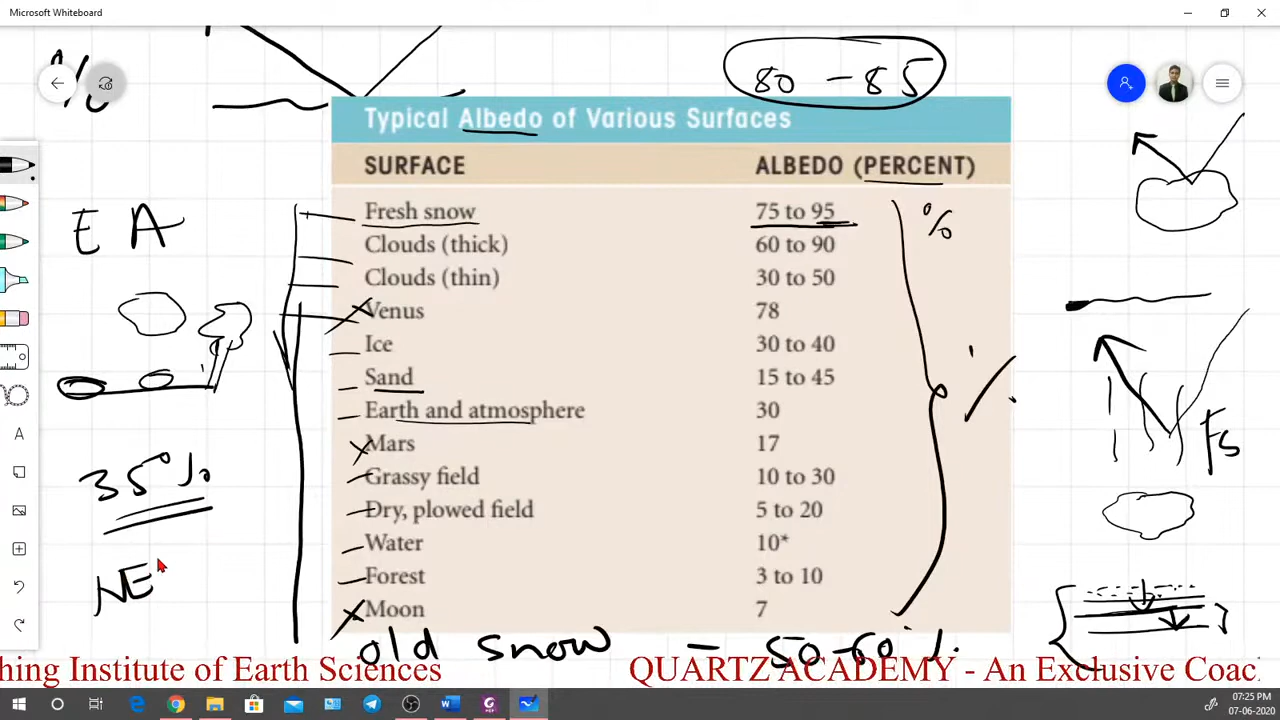 Microsoft Whiteboard
%
80 - 85
Typical Albedo of Various Surfaces
SURFACE ALBEDO (PERCENT)
Fresh snow 75 to 95
%
Clouds (thick) 60 to 90
E A
Clouds (thin) 30 to 50
Venus 78
Ice 30 to 40
Sand 15 to 45
Earth and atmosphere 30
Mars 17
FS
Grassy field 10 to 30
35%
Dry, plowed field 5 to 20
Water 10*
Forest 3 to 10
NE
Moon 7
old snow - 50-60%.
hing Institute of Earth Sciences QUARTZ ACADEMY - An Exclusive Coac
07:25 PM
07-06-2020